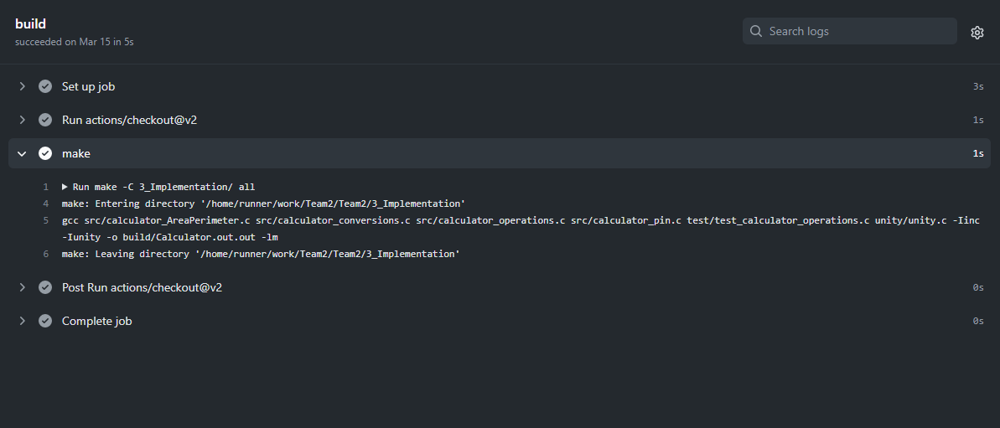 build
succeeded on Mar 15 in 5s
Search logs
Set up job 3s
Run actions/checkout@v2 1s
make 1s
1 Run make -C 3_Implementation/ all
4 make: Entering directory '/home/runner/work/Team2/Team2/3_Implementation'
5 gcc src/calculator_AreaPerimeter.c src/calculator_conversions.c src/calculator_operations.c src/calculator_pin.c test/test_calculator_operations.c unity/unity.c -Iinc
-Iunity -o build/Calculator.out.out -lm
6 make: Leaving directory '/home/runner/work/Team2/Team2/3_Implementation'
Post Run actions/checkout@v2 0s
Complete job 0s